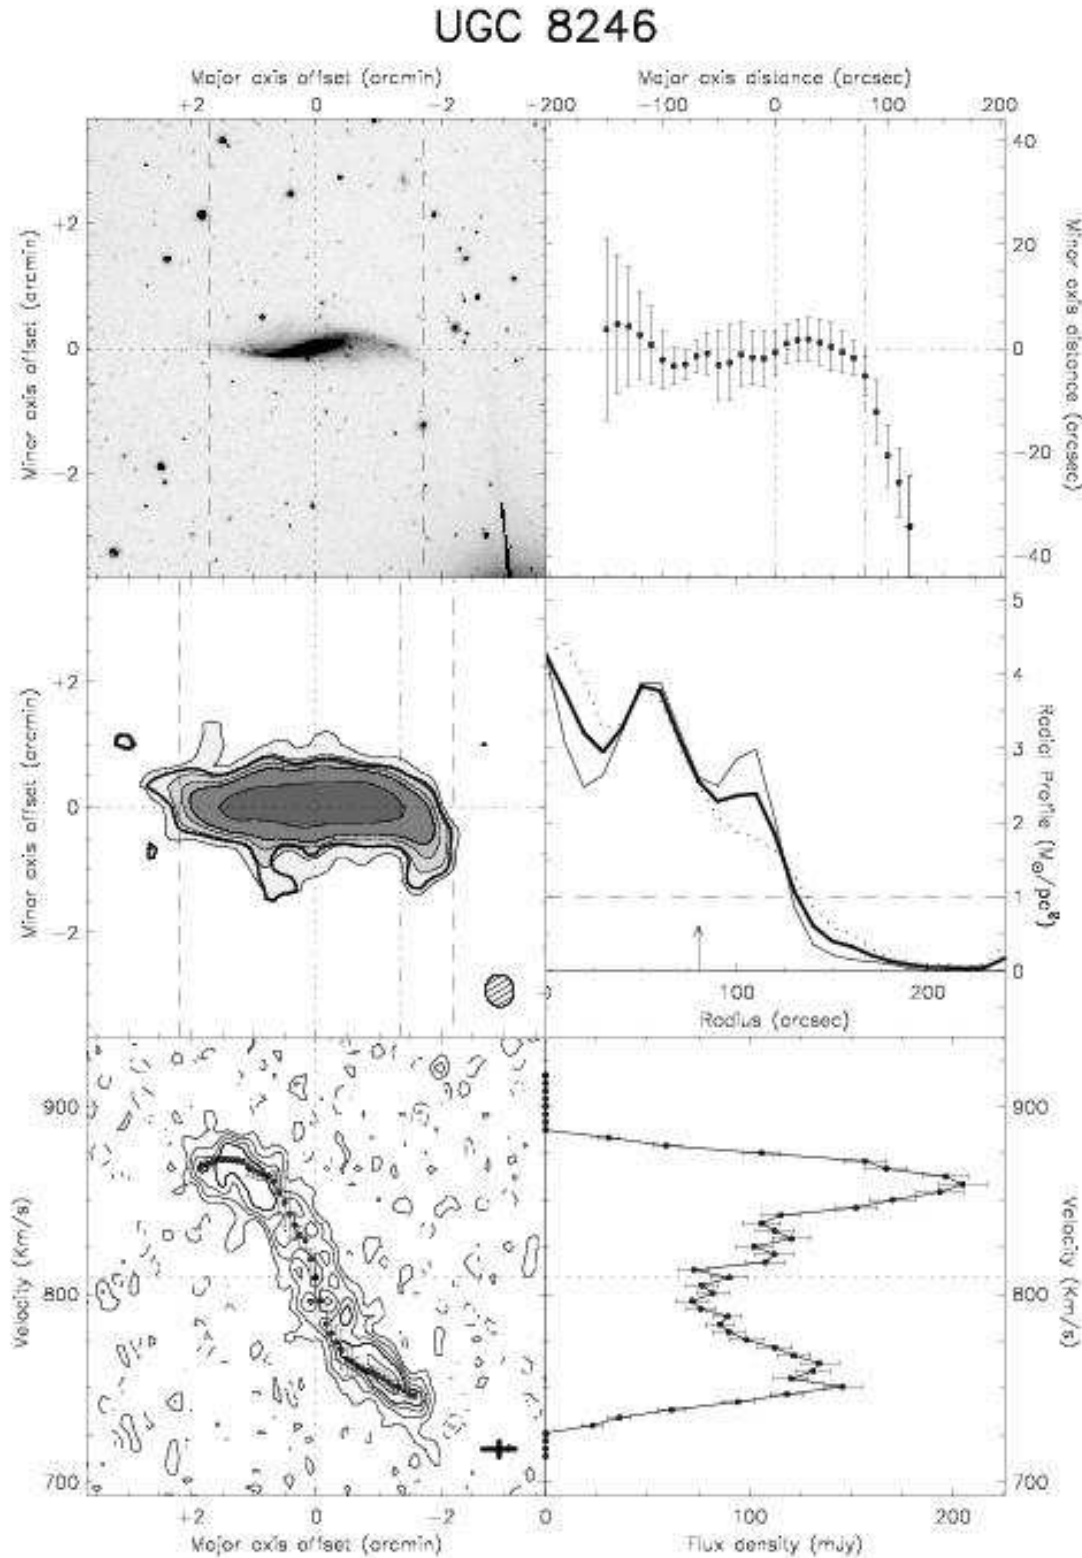 UGC 8246
Major axis offset (arcmin)
Major axis distance (arcsec)
+2 0 −2
−200 −100 0 100 200
Minor axis offset (arcmin)
+2
0
−2
40
20
0
−20
−40
Minor axis distance (arcsec)
Minor axis offset (arcmin)
+2
0
−2
5
4
3
2
1
0
Radial Profile (M⊙/pc²)
0 100 200
Radius (arcsec)
Velocity (Km/s)
900
800
700
900
800
700
Velocity (Km/s)
+2 0 −2
0 100 200
Major axis offset (arcmin)
Flux density (mJy)